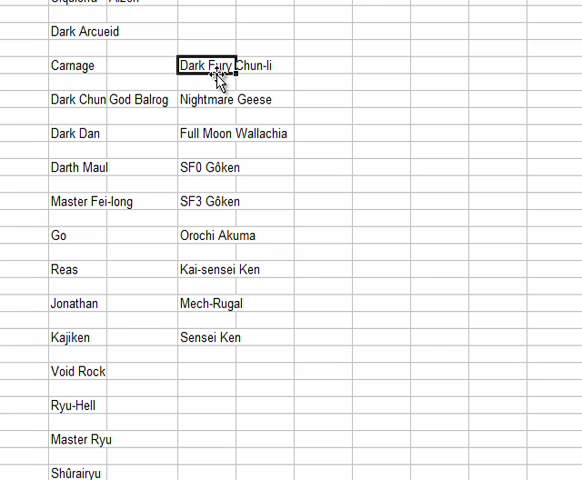 Dark Arcueid
Carnage Dark Fury Chun-li
Dark Chun God Balrog Nightmare Geese
Dark Dan Full Moon Wallachia
Darth Maul SF0 Gôken
Master Fei-long SF3 Gôken
Go Orochi Akuma
Reas Kai-sensei Ken
Jonathan Mech-Rugal
Kajiken Sensei Ken
Void Rock
Ryu-Hell
Master Ryu
Shûrairyu